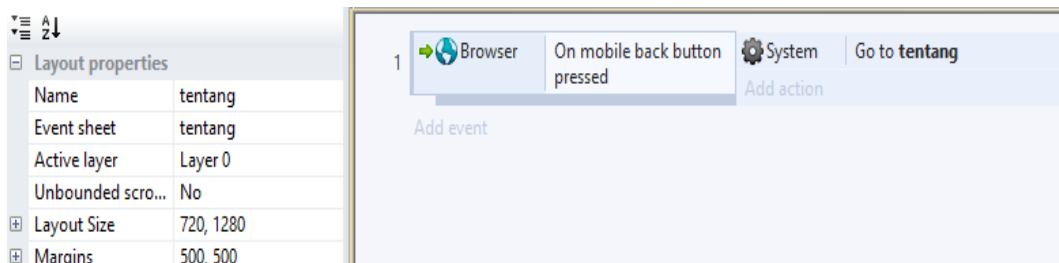 Layout properties
Name tentang
Event sheet tentang
Active layer Layer 0
Unbounded scro... No
Layout Size 720, 1280
Margins 500, 500
1 Browser On mobile back button pressed System Go to tentang
Add action
Add event